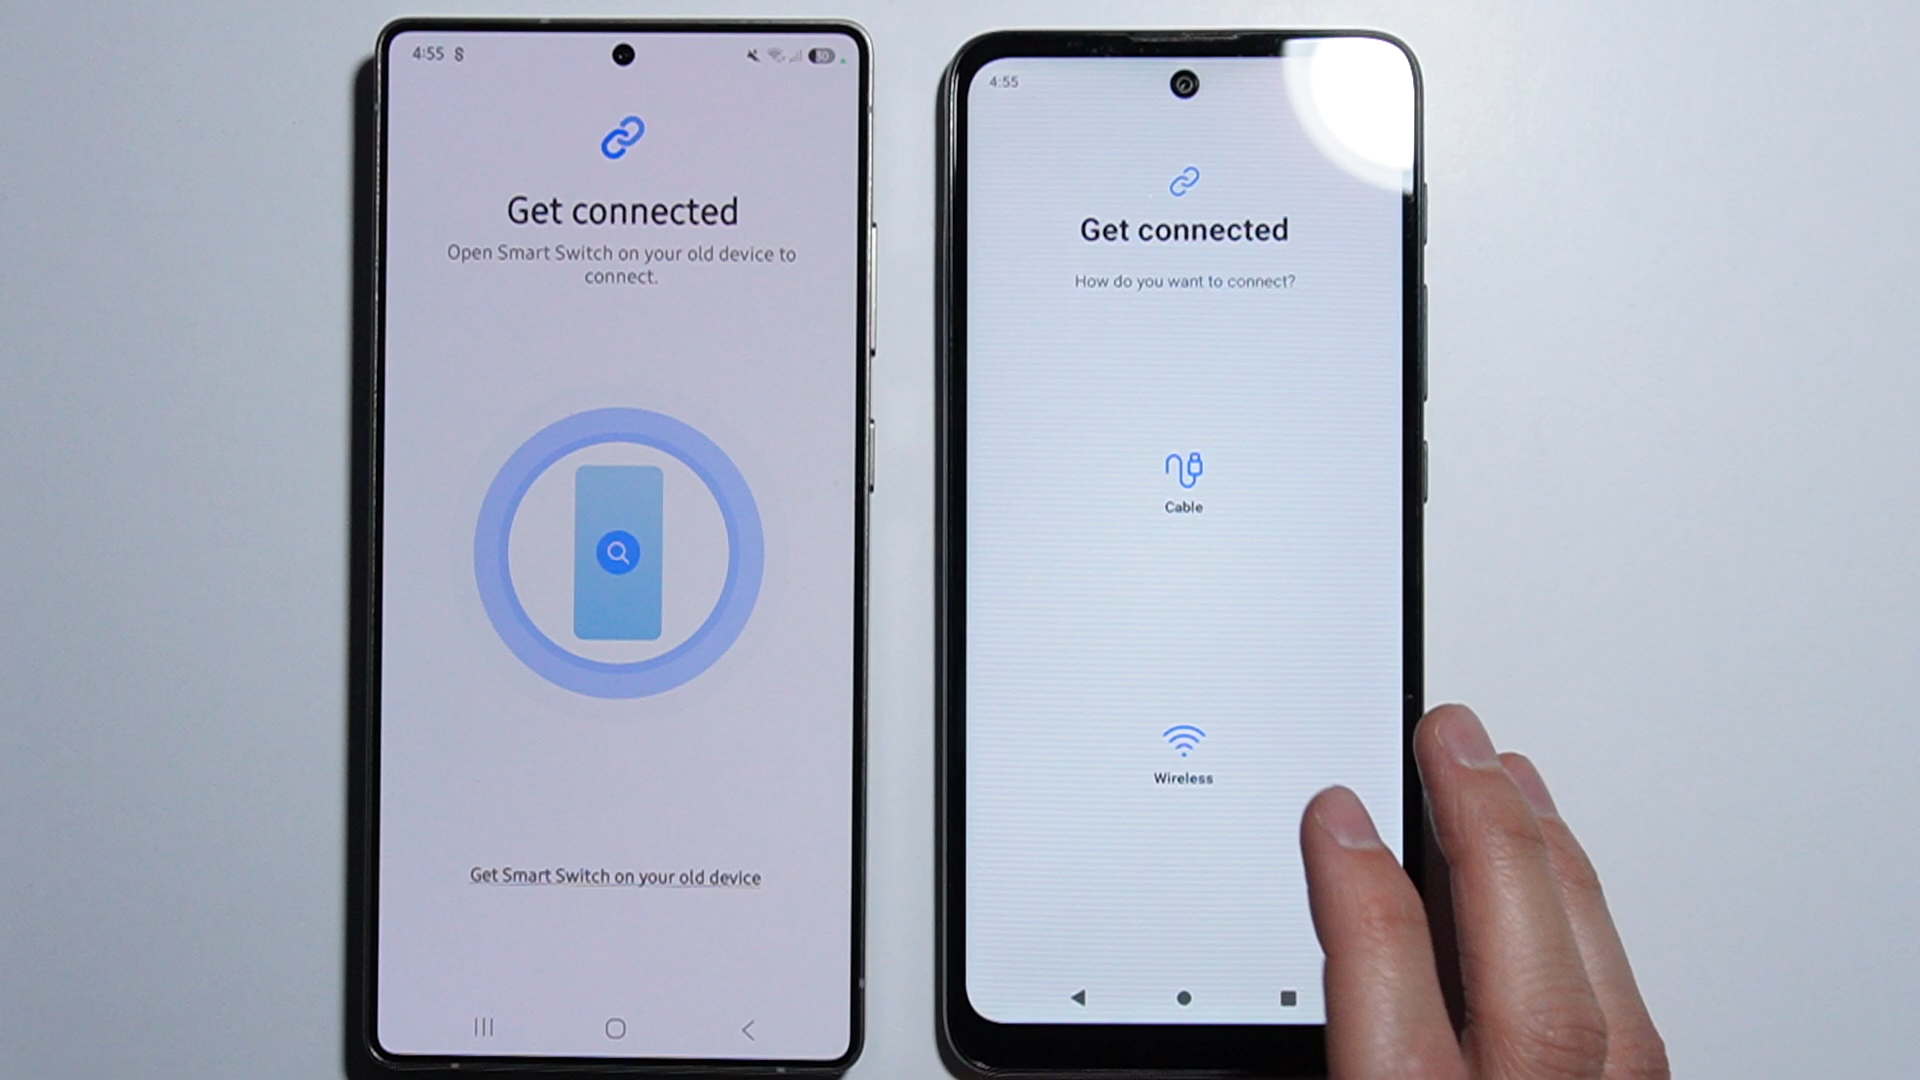 4:55
50
Get connected
Open Smart Switch on your old device to
connect.
Get Smart Switch on your old device
4:55
Get connected
How do you want to connect?
Cable
Wireless